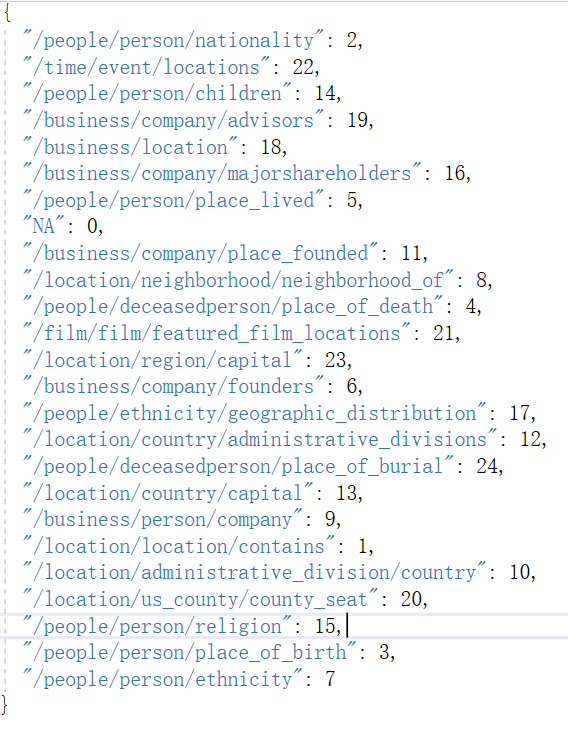 {
"/people/person/nationality": 2,
"/time/event/locations": 22,
"/people/person/children": 14,
"/business/company/advisors": 19,
"/business/location": 18,
"/business/company/majorshareholders": 16,
"/people/person/place_lived": 5,
"NA": 0,
"/business/company/place_founded": 11,
"/location/neighborhood/neighborhood_of": 8,
"/people/deceasedperson/place_of_death": 4,
"/film/film/featured_film_locations": 21,
"/location/region/capital": 23,
"/business/company/founders": 6,
"/people/ethnicity/geographic_distribution": 17,
"/location/country/administrative_divisions": 12,
"/people/deceasedperson/place_of_burial": 24,
"/location/country/capital": 13,
"/business/person/company": 9,
"/location/location/contains": 1,
"/location/administrative_division/country": 10,
"/location/us_county/county_seat": 20,
"/people/person/religion": 15,
"/people/person/place_of_birth": 3,
"/people/person/ethnicity": 7
}